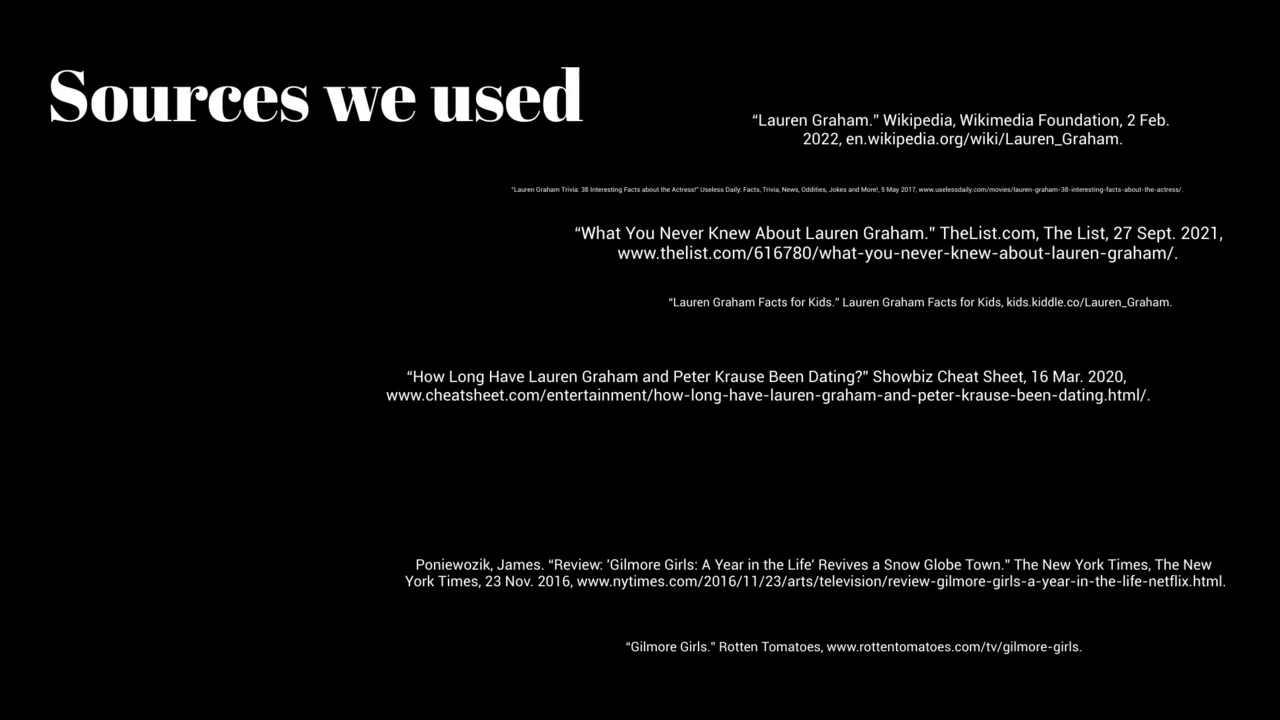 Sources we used
“Lauren Graham.” Wikipedia, Wikimedia Foundation, 2 Feb.
2022, en.wikipedia.org/wiki/Lauren_Graham.
“Lauren Graham Trivia: 38 Interesting Facts about the Actress!” Useless Daily: Facts, Trivia, News, Oddities, Jokes and More!, 5 May 2017, www.uselessdaily.com/movies/lauren-graham-38-interesting-facts-about-the-actress/.
“What You Never Knew About Lauren Graham.” TheList.com, The List, 27 Sept. 2021,
www.thelist.com/616780/what-you-never-knew-about-lauren-graham/.
“Lauren Graham Facts for Kids.” Lauren Graham Facts for Kids, kids.kiddle.co/Lauren_Graham.
“How Long Have Lauren Graham and Peter Krause Been Dating?” Showbiz Cheat Sheet, 16 Mar. 2020,
www.cheatsheet.com/entertainment/how-long-have-lauren-graham-and-peter-krause-been-dating.html/.
Poniewozik, James. “Review: 'Gilmore Girls: A Year in the Life' Revives a Snow Globe Town.” The New York Times, The New
York Times, 23 Nov. 2016, www.nytimes.com/2016/11/23/arts/television/review-gilmore-girls-a-year-in-the-life-netflix.html.
“Gilmore Girls.” Rotten Tomatoes, www.rottentomatoes.com/tv/gilmore-girls.